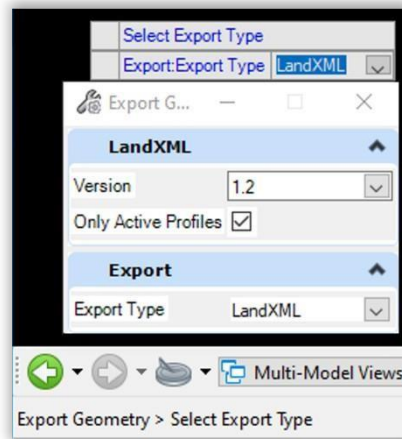 Select Export Type
Export:Export Type LandXML
Export G...
LandXML
Version 1.2
Only Active Profiles
Export
Export Type LandXML
Multi-Model Views
Export Geometry > Select Export Type